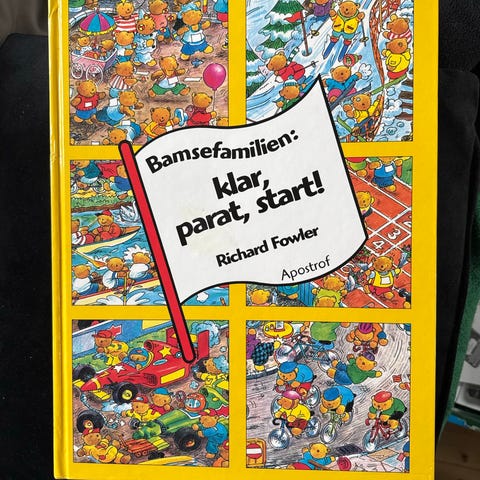 Bamsefamilien:
klar,
parat, start!
Richard Fowler
Apostrof